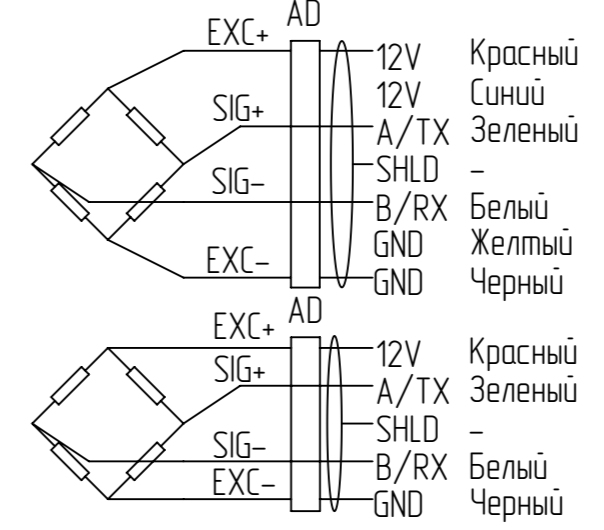 AD
EXC+
12V Красный
12V Синий
SIG+
A/TX Зеленый
SHLD –
SIG–
B/RX Белый
GND Желтый
EXC–
GND Черный
AD
EXC+
12V Красный
SIG+
A/TX Зеленый
SHLD –
SIG–
B/RX Белый
EXC–
GND Черный